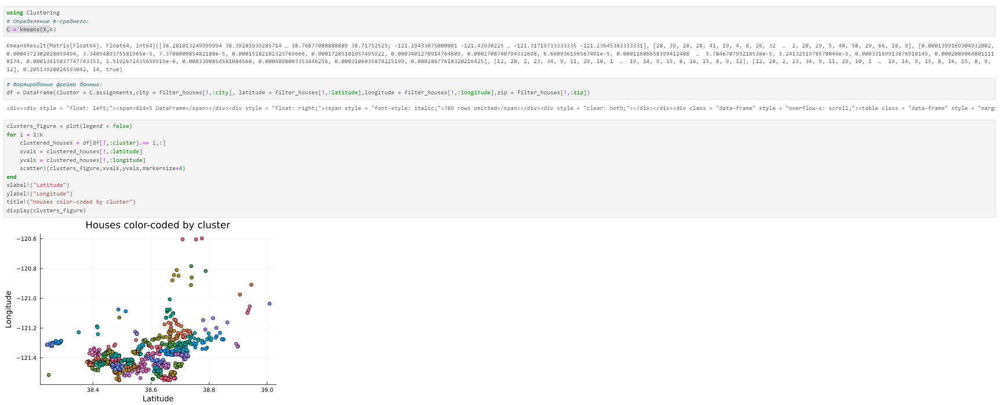 using Clustering
# Определение k-среднего:
C = kmeans(X,k)
KmeansResult{Matrix{Float64}, Float64, Int64}([38.281013249999994 38.39285939285714 … 38.76877088888889 38.71752525; -121.29433075000001 -121.43930225 … -121.31719733333335 -121.23645383333331], [28, 39, 28, 28, 41, 19, 4, 8, 26, 32  …  2, 20, 29, 5, 48, 58, 29, 66, 18, 9], [0.0001399169304932002,
0.0004372302028059494, 3.3405489375581965e-5, 7.370800085482188e-5, 0.00015182182323769666, 0.00017285101057495922, 0.0003401270914764609, 0.0002708740794332698, 6.660936196567491e-5, 0.00011686658399412408  …  5.784670793218538e-5, 5.2413251978578046e-5, 0.00033169913876918145, 0.0002089064801111
8174, 0.00013415837747743353, 1.5192672435659915e-6, 0.0003390854581084568, 0.0004898003353446256, 0.0003106035874225199, 0.00028677618320216425], [12, 28, 2, 23, 34, 9, 11, 29, 10, 1  …  19, 14, 9, 15, 8, 16, 15, 8, 9, 12], [12, 28, 2, 23, 34, 9, 11, 29, 10, 1  …  19, 14, 9, 15, 8, 16, 15, 8, 9,
12], 0.20513928024593042, 14, true)
# Формирование фрейма данных:
df = DataFrame(cluster = C.assignments,city = filter_houses[!,:city], latitude = filter_houses[!,:latitude],longitude = filter_houses[!,:longitude],zip = filter_houses[!,:zip])
<div><div style = "float: left;"><span>814×5 DataFrame</span></div><div style = "float: right;"><span style = "font-style: italic;">789 rows omitted</span></div><div style = "clear: both;"></div></div><div class = "data-frame" style = "overflow-x: scroll;"><table class = "data-frame" style = "marg
clusters_figure = plot(legend = false)
for i = 1:k
    clustered_houses = df[df[!,:cluster].== i,:]
    xvals = clustered_houses[!,:latitude]
    yvals = clustered_houses[!,:longitude]
    scatter!(clusters_figure,xvals,yvals,markersize=4)
end
xlabel!("Latitude")
ylabel!("Longitude")
title!("Houses color-coded by cluster")
display(clusters_figure)
Houses color-coded by cluster
−120.6
−120.8
−121.0
−121.2
−121.4
Longitude
38.4 38.6 38.8 39.0
Latitude